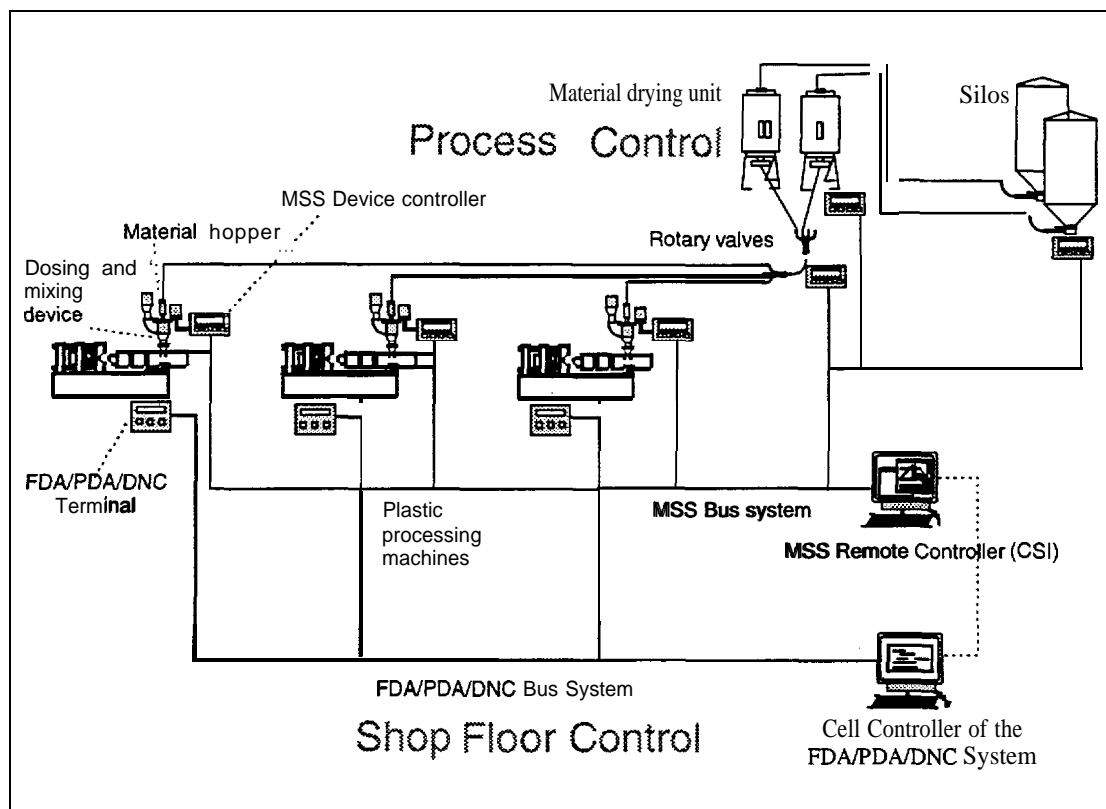 Material drying unit
Silos
Process Control
MSS Device controller
Material hopper
Rotary valves
Dosing and
mixing
device
FDA/PDA/DNC
Terminal
Plastic
processing
machines
MSS Bus system
MSS Remote Controller (CSI)
FDA/PDA/DNC Bus System
Shop Floor Control
Cell Controller of the
FDA/PDA/DNC System